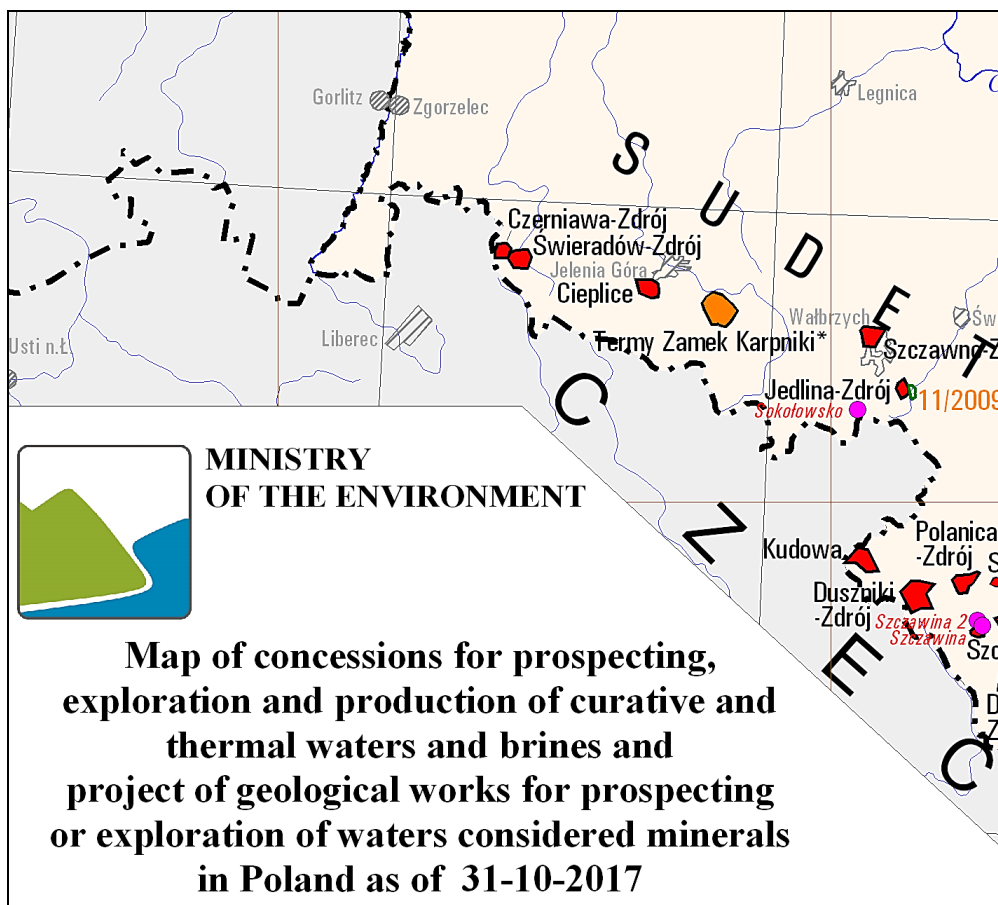 Gorlitz
Zgorzelec
Legnica
S U D E T
Czerniawa-Zdrój
Świeradów-Zdrój
Jelenia Góra
Cieplice
Liberec
Usti n.Ł
Termy Zamek Karpniki*
Wałbrzych
Szczawno-Z
Jedlina-Zdrój
11/2009
Sokołowsko
C Z E C
MINISTRY
OF THE ENVIRONMENT
Kudowa
Polanica
-Zdrój
Duszniki
-Zdrój
Szczawina 2
Szczawina
Map of concessions for prospecting,
exploration and production of curative and
thermal waters and brines and
project of geological works for prospecting
or exploration of waters considered minerals
in Poland as of 31-10-2017